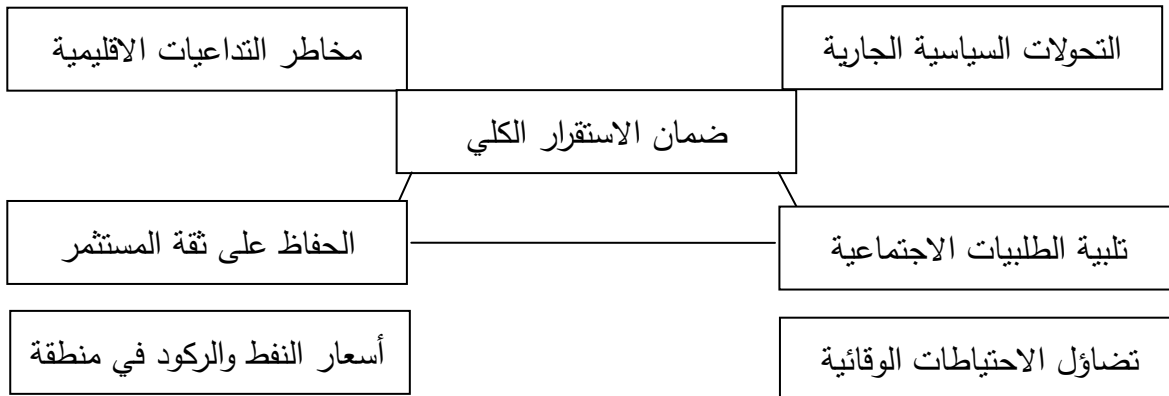 التحولات السياسية الجارية
مخاطر التداعيات الاقليمية
ضمان الاستقرار الكلي
تلبية الطلبيات الاجتماعية
الحفاظ على ثقة المستثمر
تضاؤل الاحتياطات الوقائية
أسعار النفط والركود في منطقة